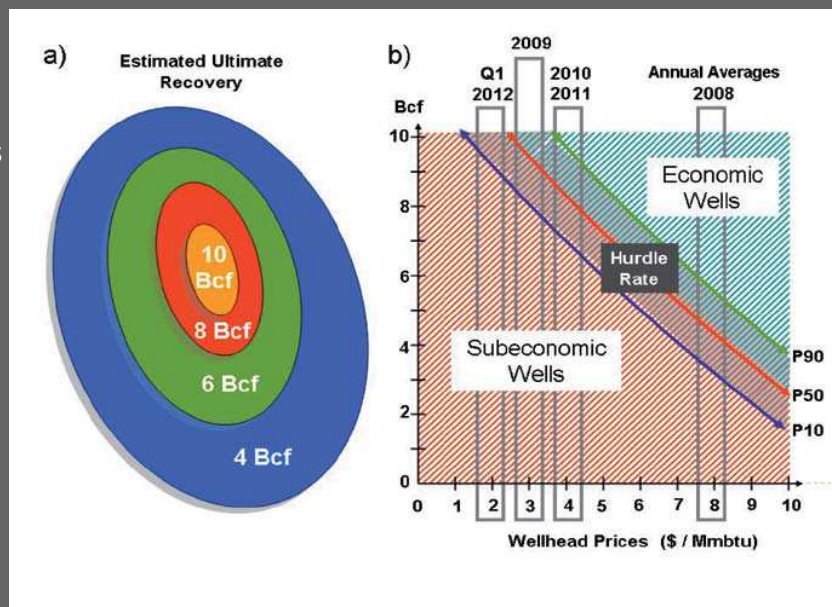 s
a)
Estimated Ultimate
Recovery
10
Bcf
8 Bcf
6 Bcf
4 Bcf
b)
2009
Q1
2012
2010
2011
Annual Averages
2008
Bcf
10
8
6
4
2
0
Economic
Wells
Hurdle
Rate
Subeconomic
Wells
P90
P50
P10
0 1 2 3 4 5 6 7 8 9 10
Wellhead Prices ($ / Mmbtu)